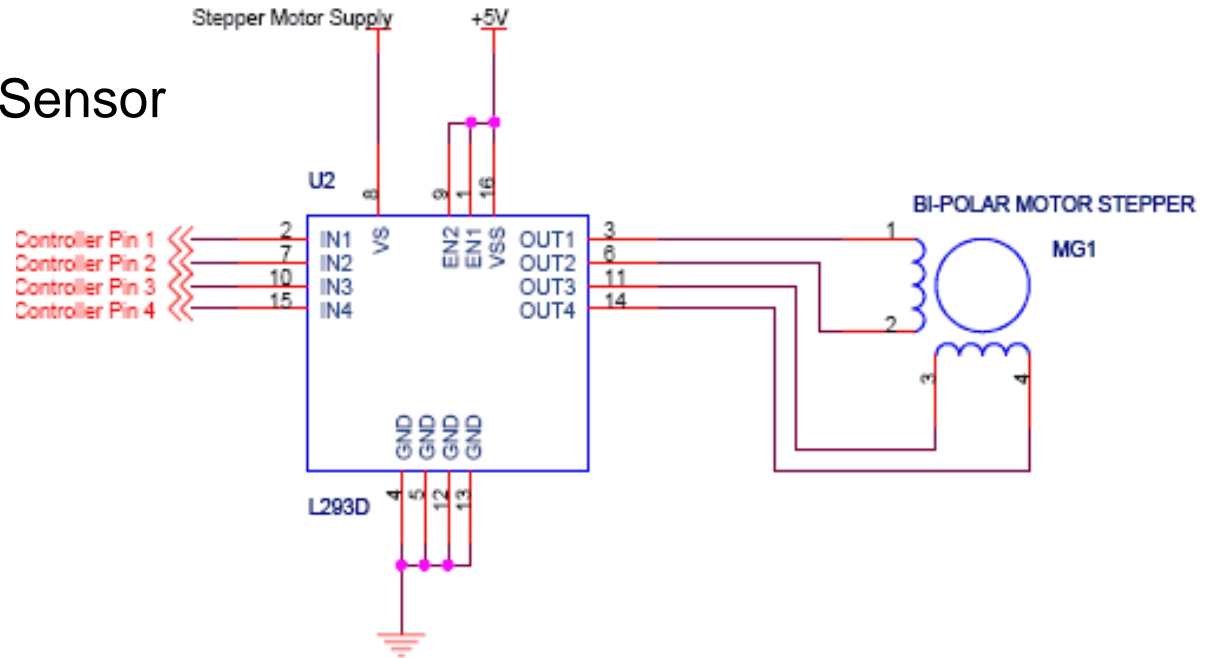 Stepper Motor Supply
+5V
Sensor
U2
8
9
1
16
BI-POLAR MOTOR STEPPER
MG1
Controller Pin 1
Controller Pin 2
Controller Pin 3
Controller Pin 4
2
7
10
15
IN1
IN2
IN3
IN4
VS
EN2
EN1
VSS
OUT1
OUT2
OUT3
OUT4
3
6
11
14
1
2
3
4
GND
GND
GND
GND
L293D
4
5
12
13